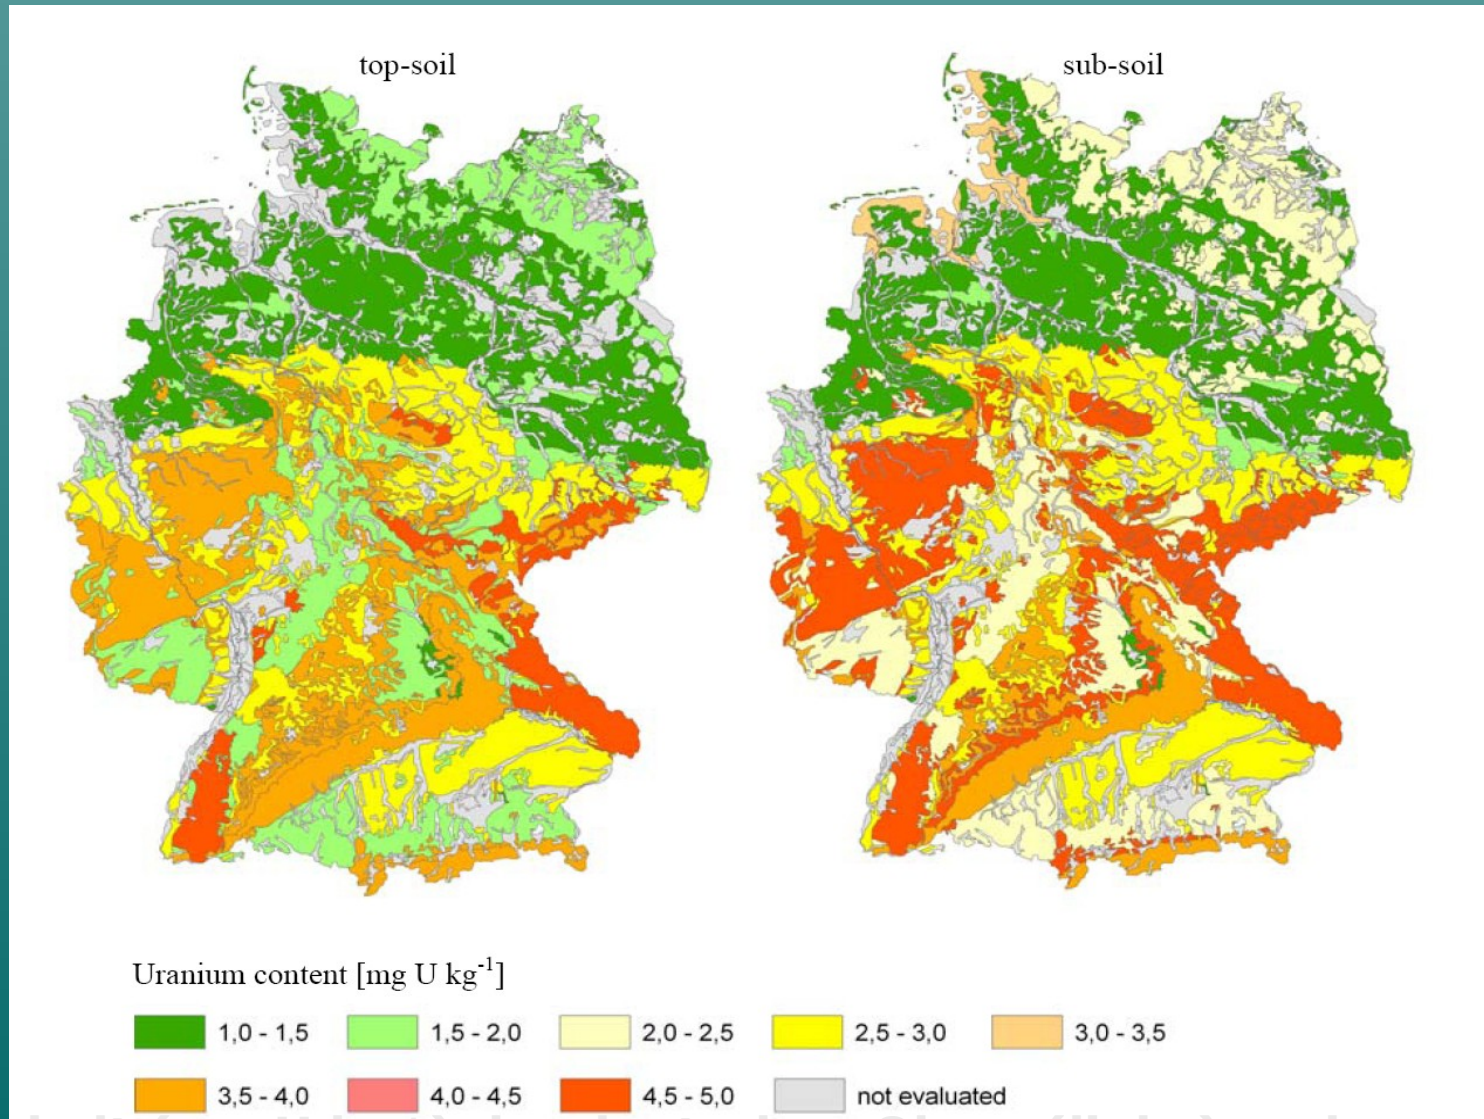 top-soil
sub-soil
Uranium content [mg U kg-1]
1,0 - 1,5
1,5 - 2,0
2,0 - 2,5
2,5 - 3,0
3,0 - 3,5
3,5 - 4,0
4,0 - 4,5
4,5 - 5,0
not evaluated